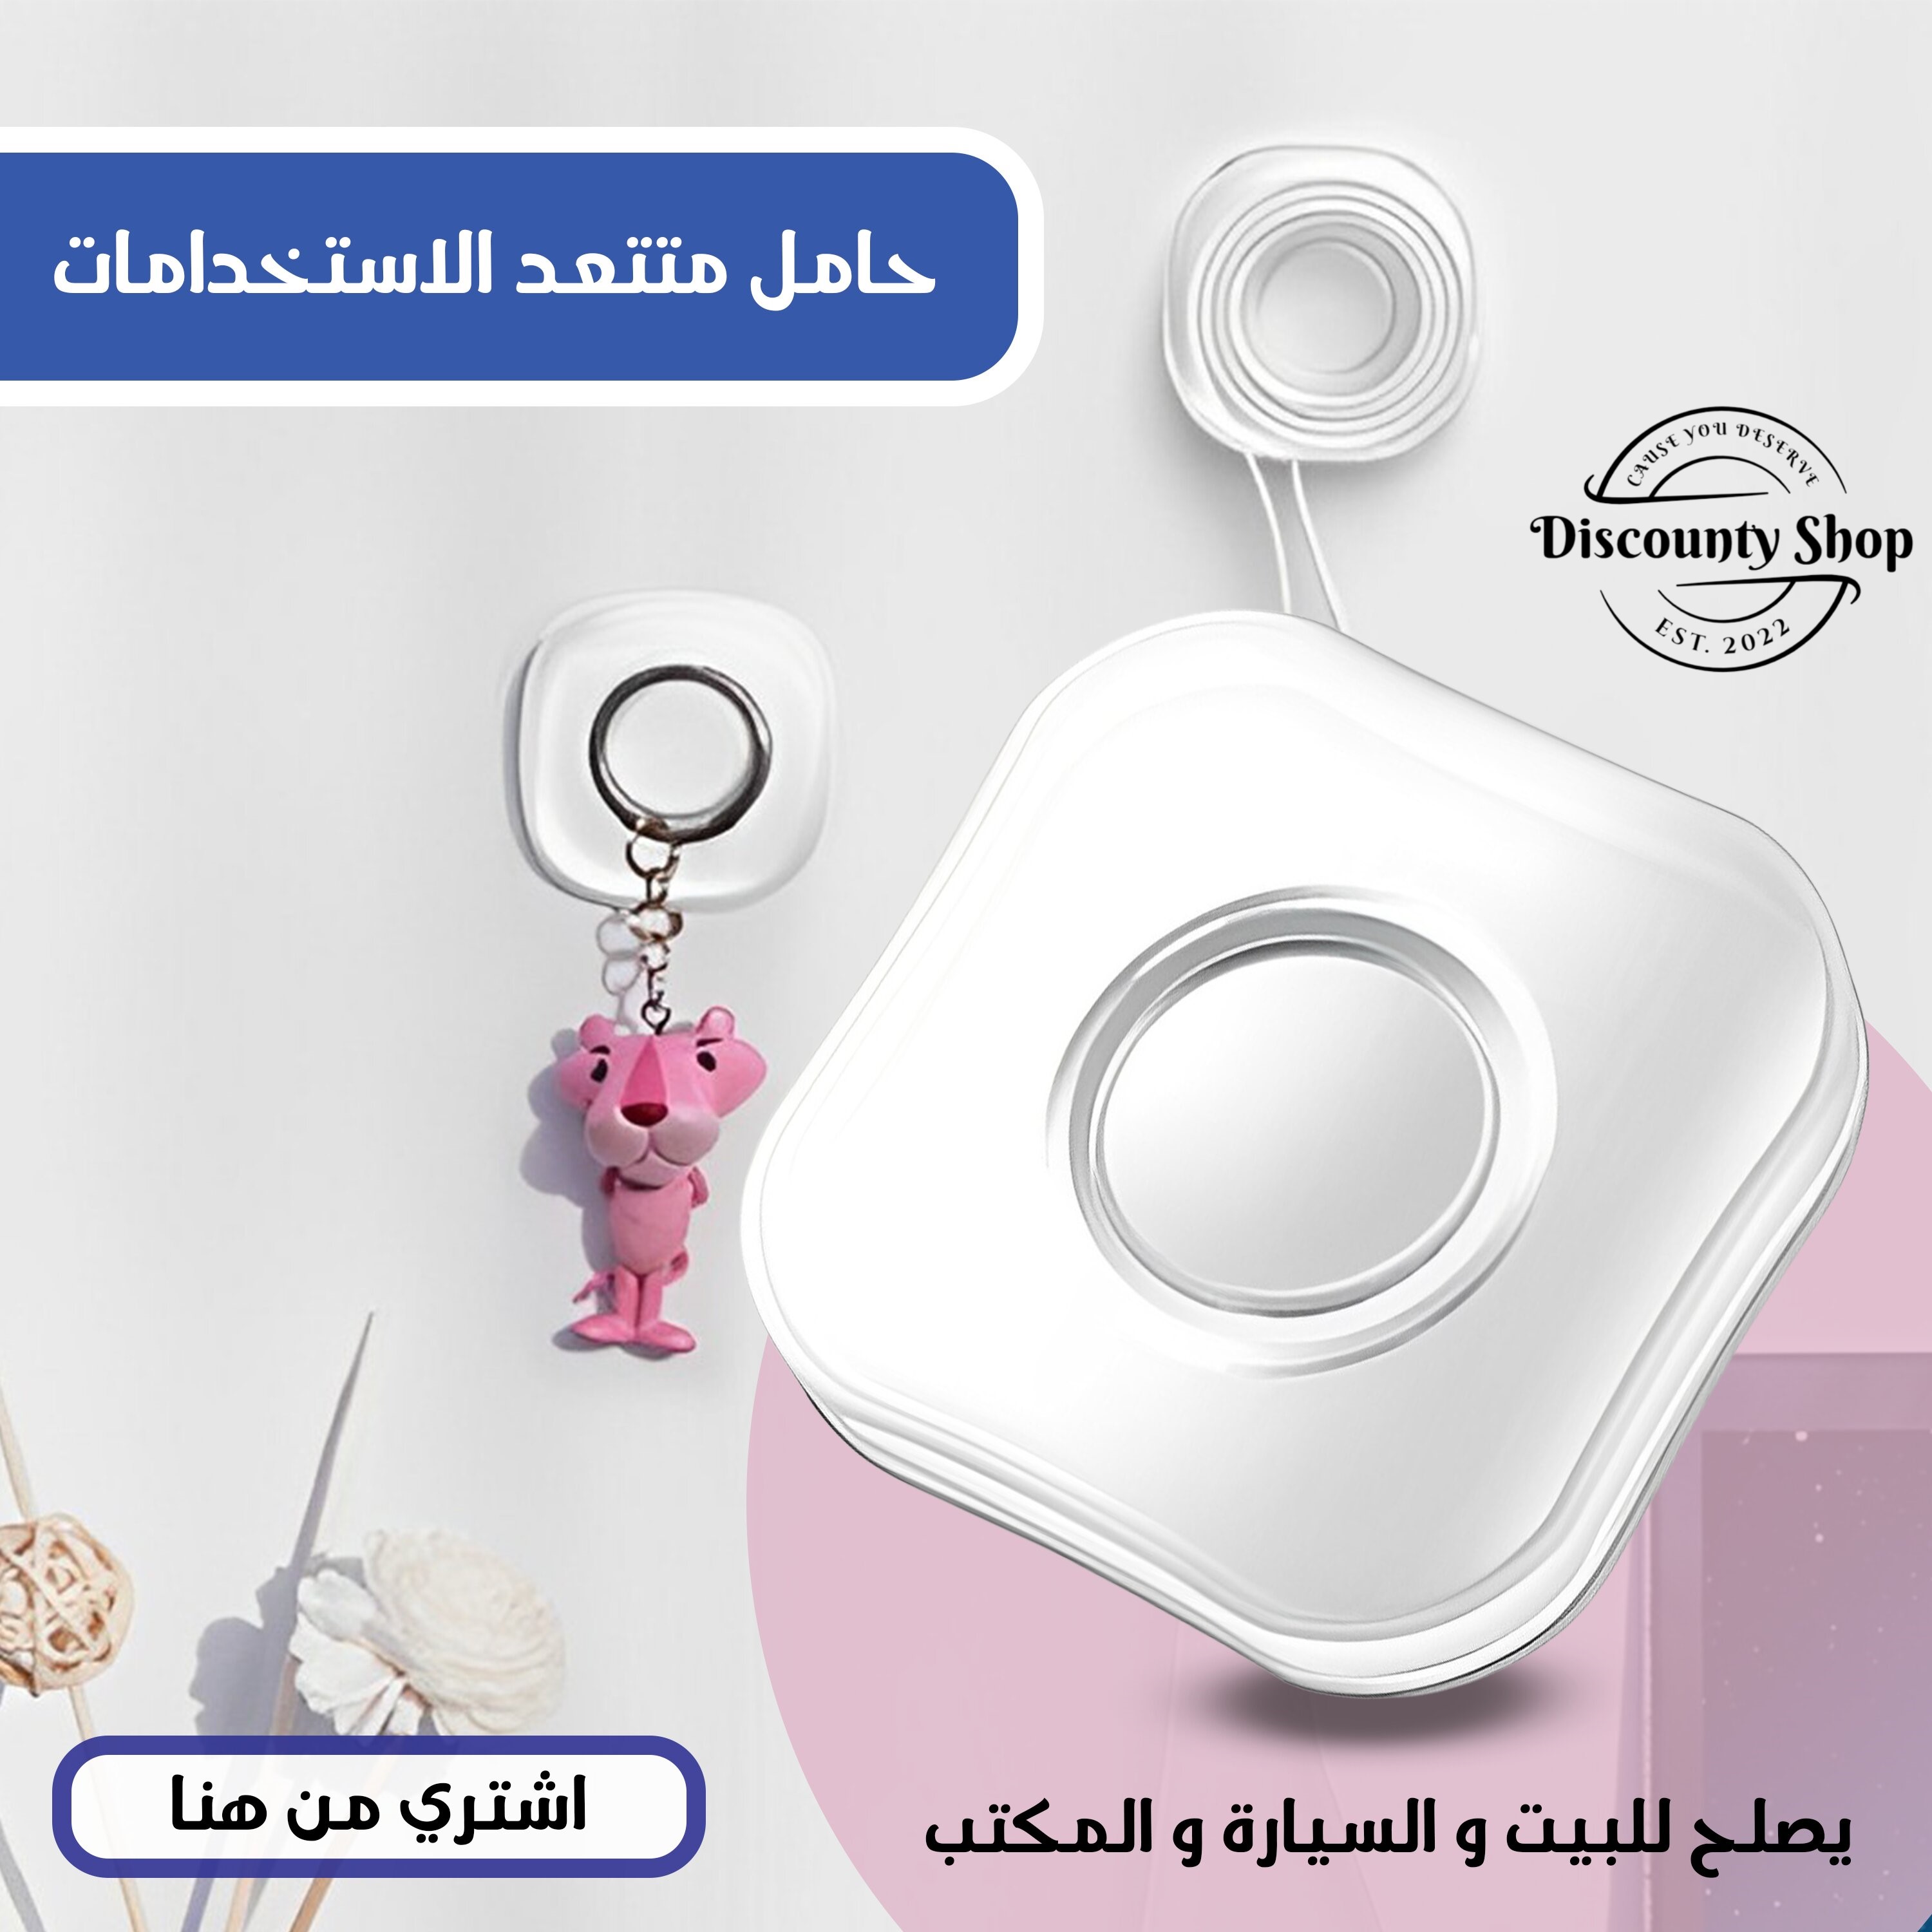 حامل متتعد الاستخدامات
CAUSE YOU DESERVE
Discounty Shop
EST. 2022
اشتري من هنا
يصلح للبيت و السيارة و المكتب